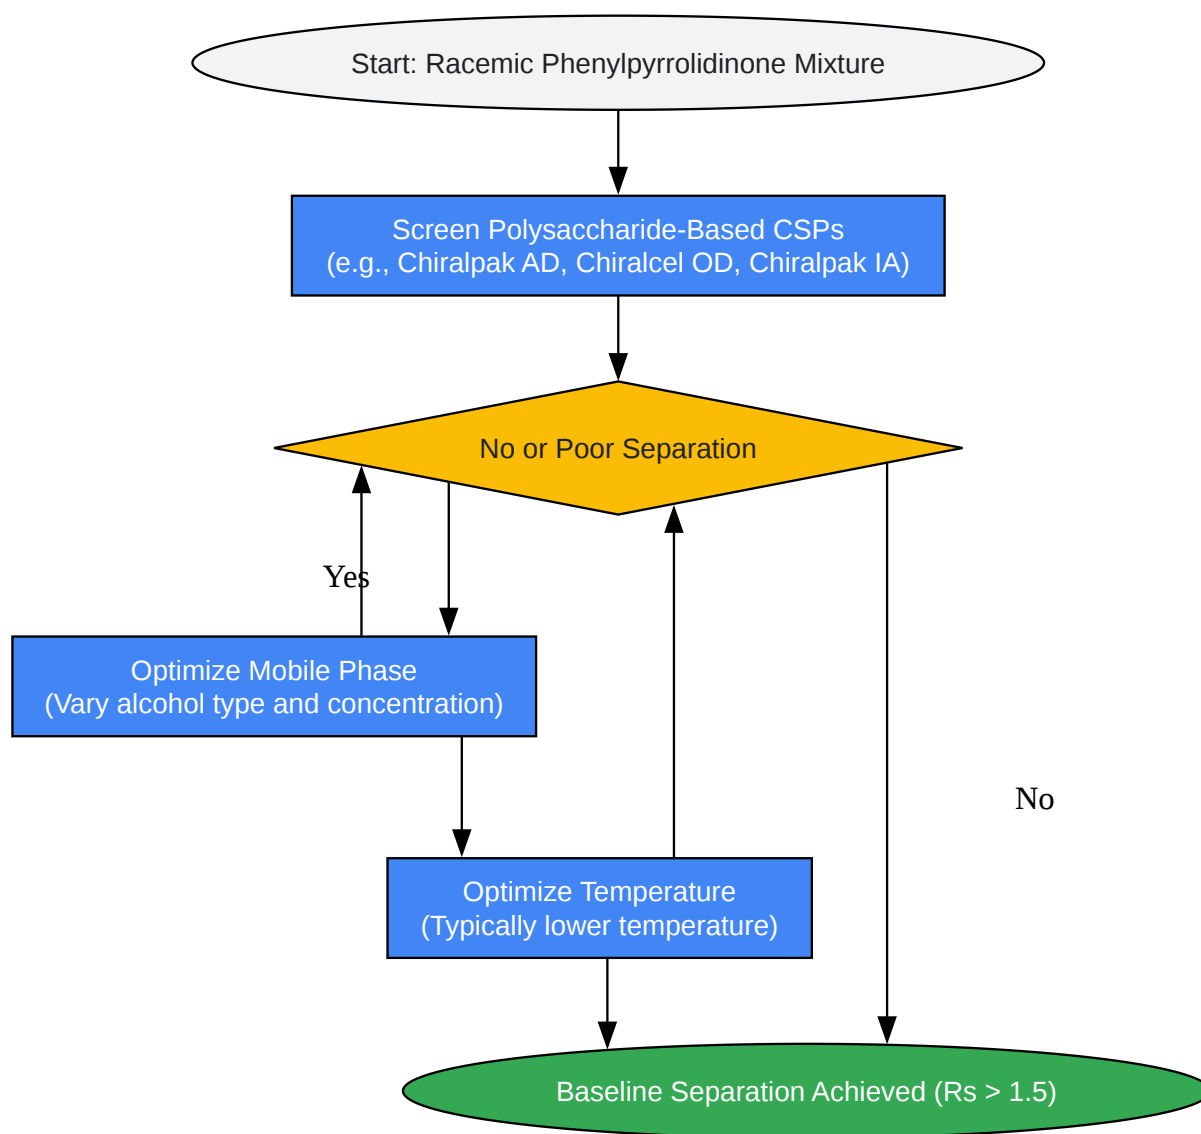 Start: Racemic Phenylpyrrolidinone Mixture
Screen Polysaccharide-Based CSPs
(e.g., Chiralpak AD, Chiralcel OD, Chiralpak IA)
No or Poor Separation
Yes
Optimize Mobile Phase
(Vary alcohol type and concentration)
No
Optimize Temperature
(Typically lower temperature)
Baseline Separation Achieved (Rs > 1.5)